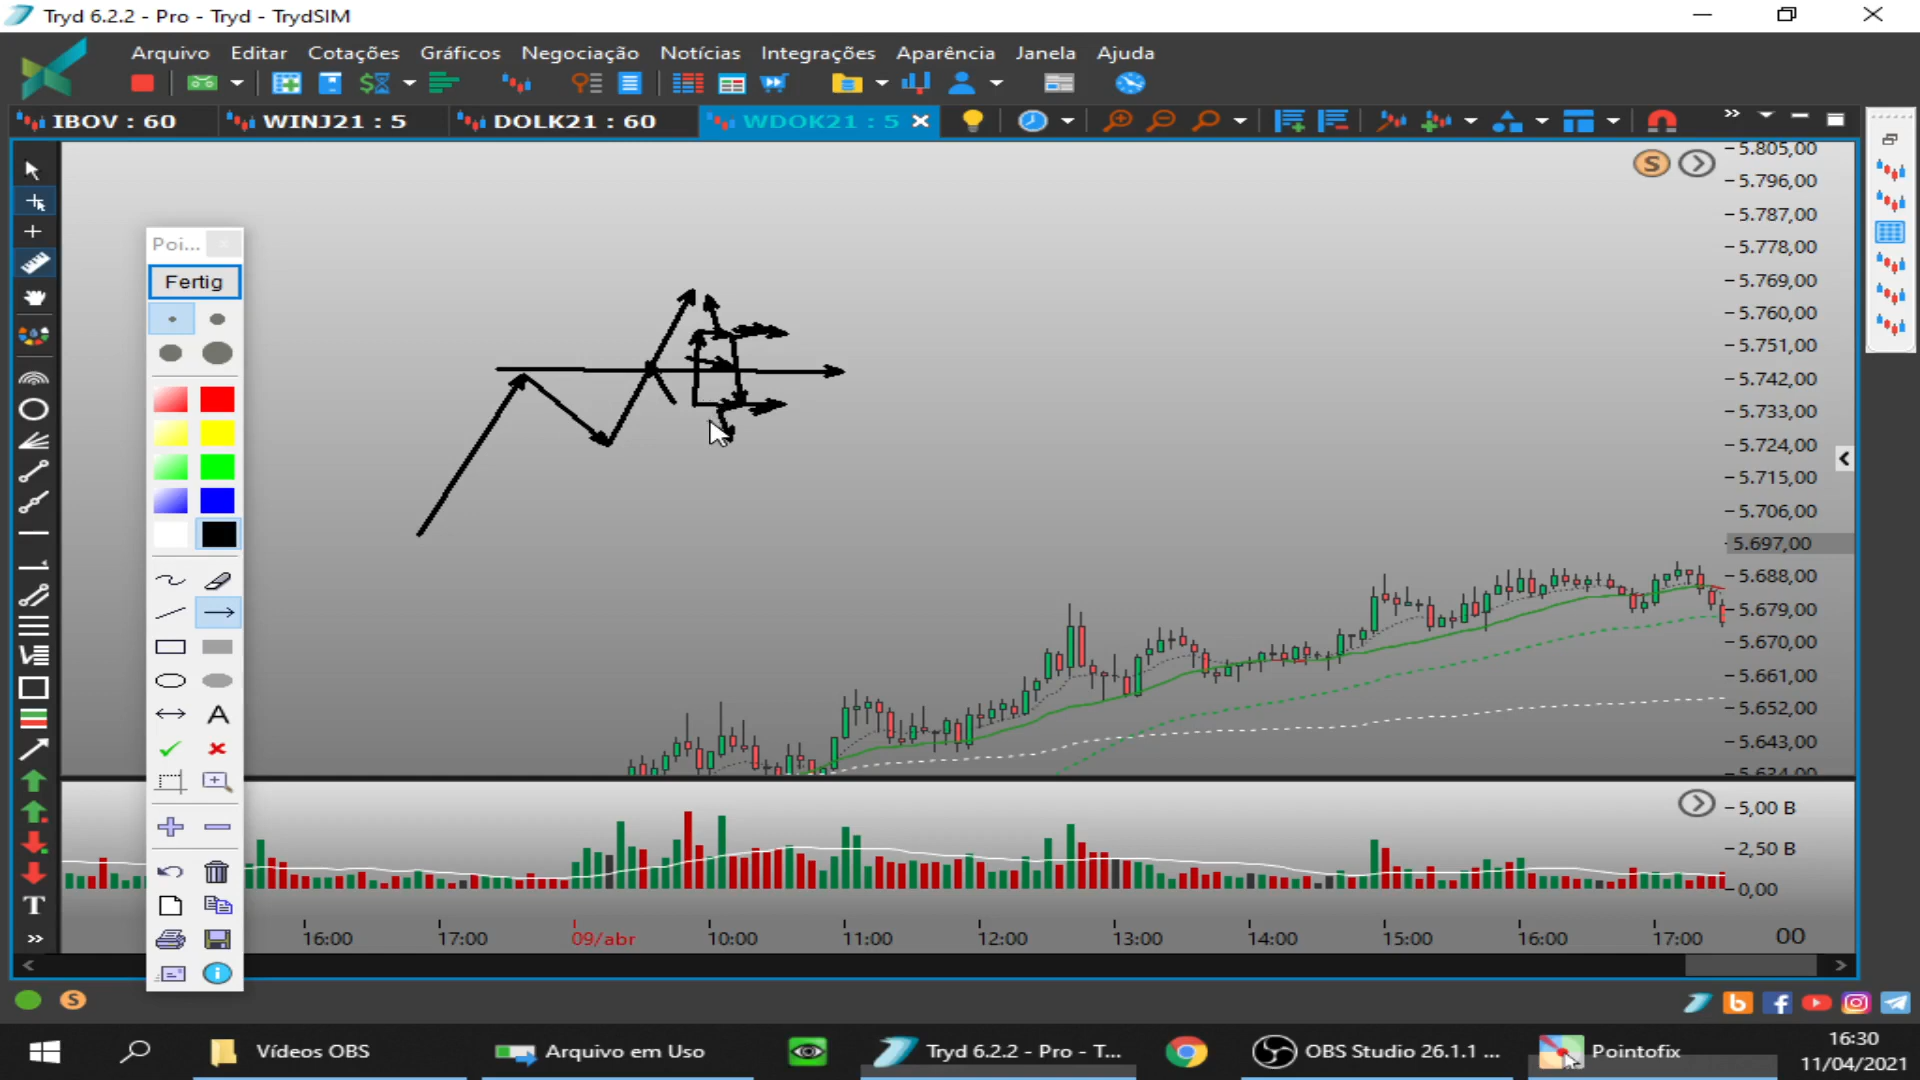 Tryd 6.2.2 - Pro - Tryd - TrydSIM
Arquivo Editar Cotações Gráficos Negociação Notícias Integrações Aparência Janela Ajuda
IBOV : 60 WINJ21 : 5 DOLK21 : 60 WDOK21 : 5
S
5.805,00
5.796,00
5.787,00
5.778,00
5.769,00
5.760,00
5.751,00
5.742,00
5.733,00
5.724,00
5.715,00
5.706,00
5.697,00
5.688,00
5.679,00
5.670,00
5.661,00
5.652,00
5.643,00
5.634,00
Poi...
Fertig
A
T
5,00 B
2,50 B
0,00
16:00 17:00 09/abr 10:00 11:00 12:00 13:00 14:00 15:00 16:00 17:00 00
S
Vídeos OBS Arquivo em Uso Tryd 6.2.2 - Pro - T... OBS Studio 26.1.1 ... Pointofix
16:30
11/04/2021